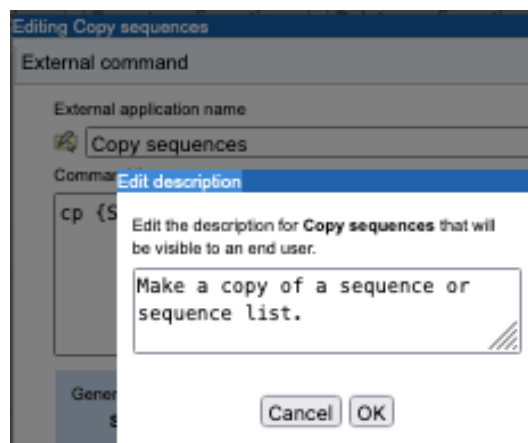 Editing Copy sequences
External command
External application name
Copy sequences
Edit description
cp {S
Edit the description for Copy sequences that will
be visible to an end user.
Make a copy of a sequence or
sequence list.
Cancel OK